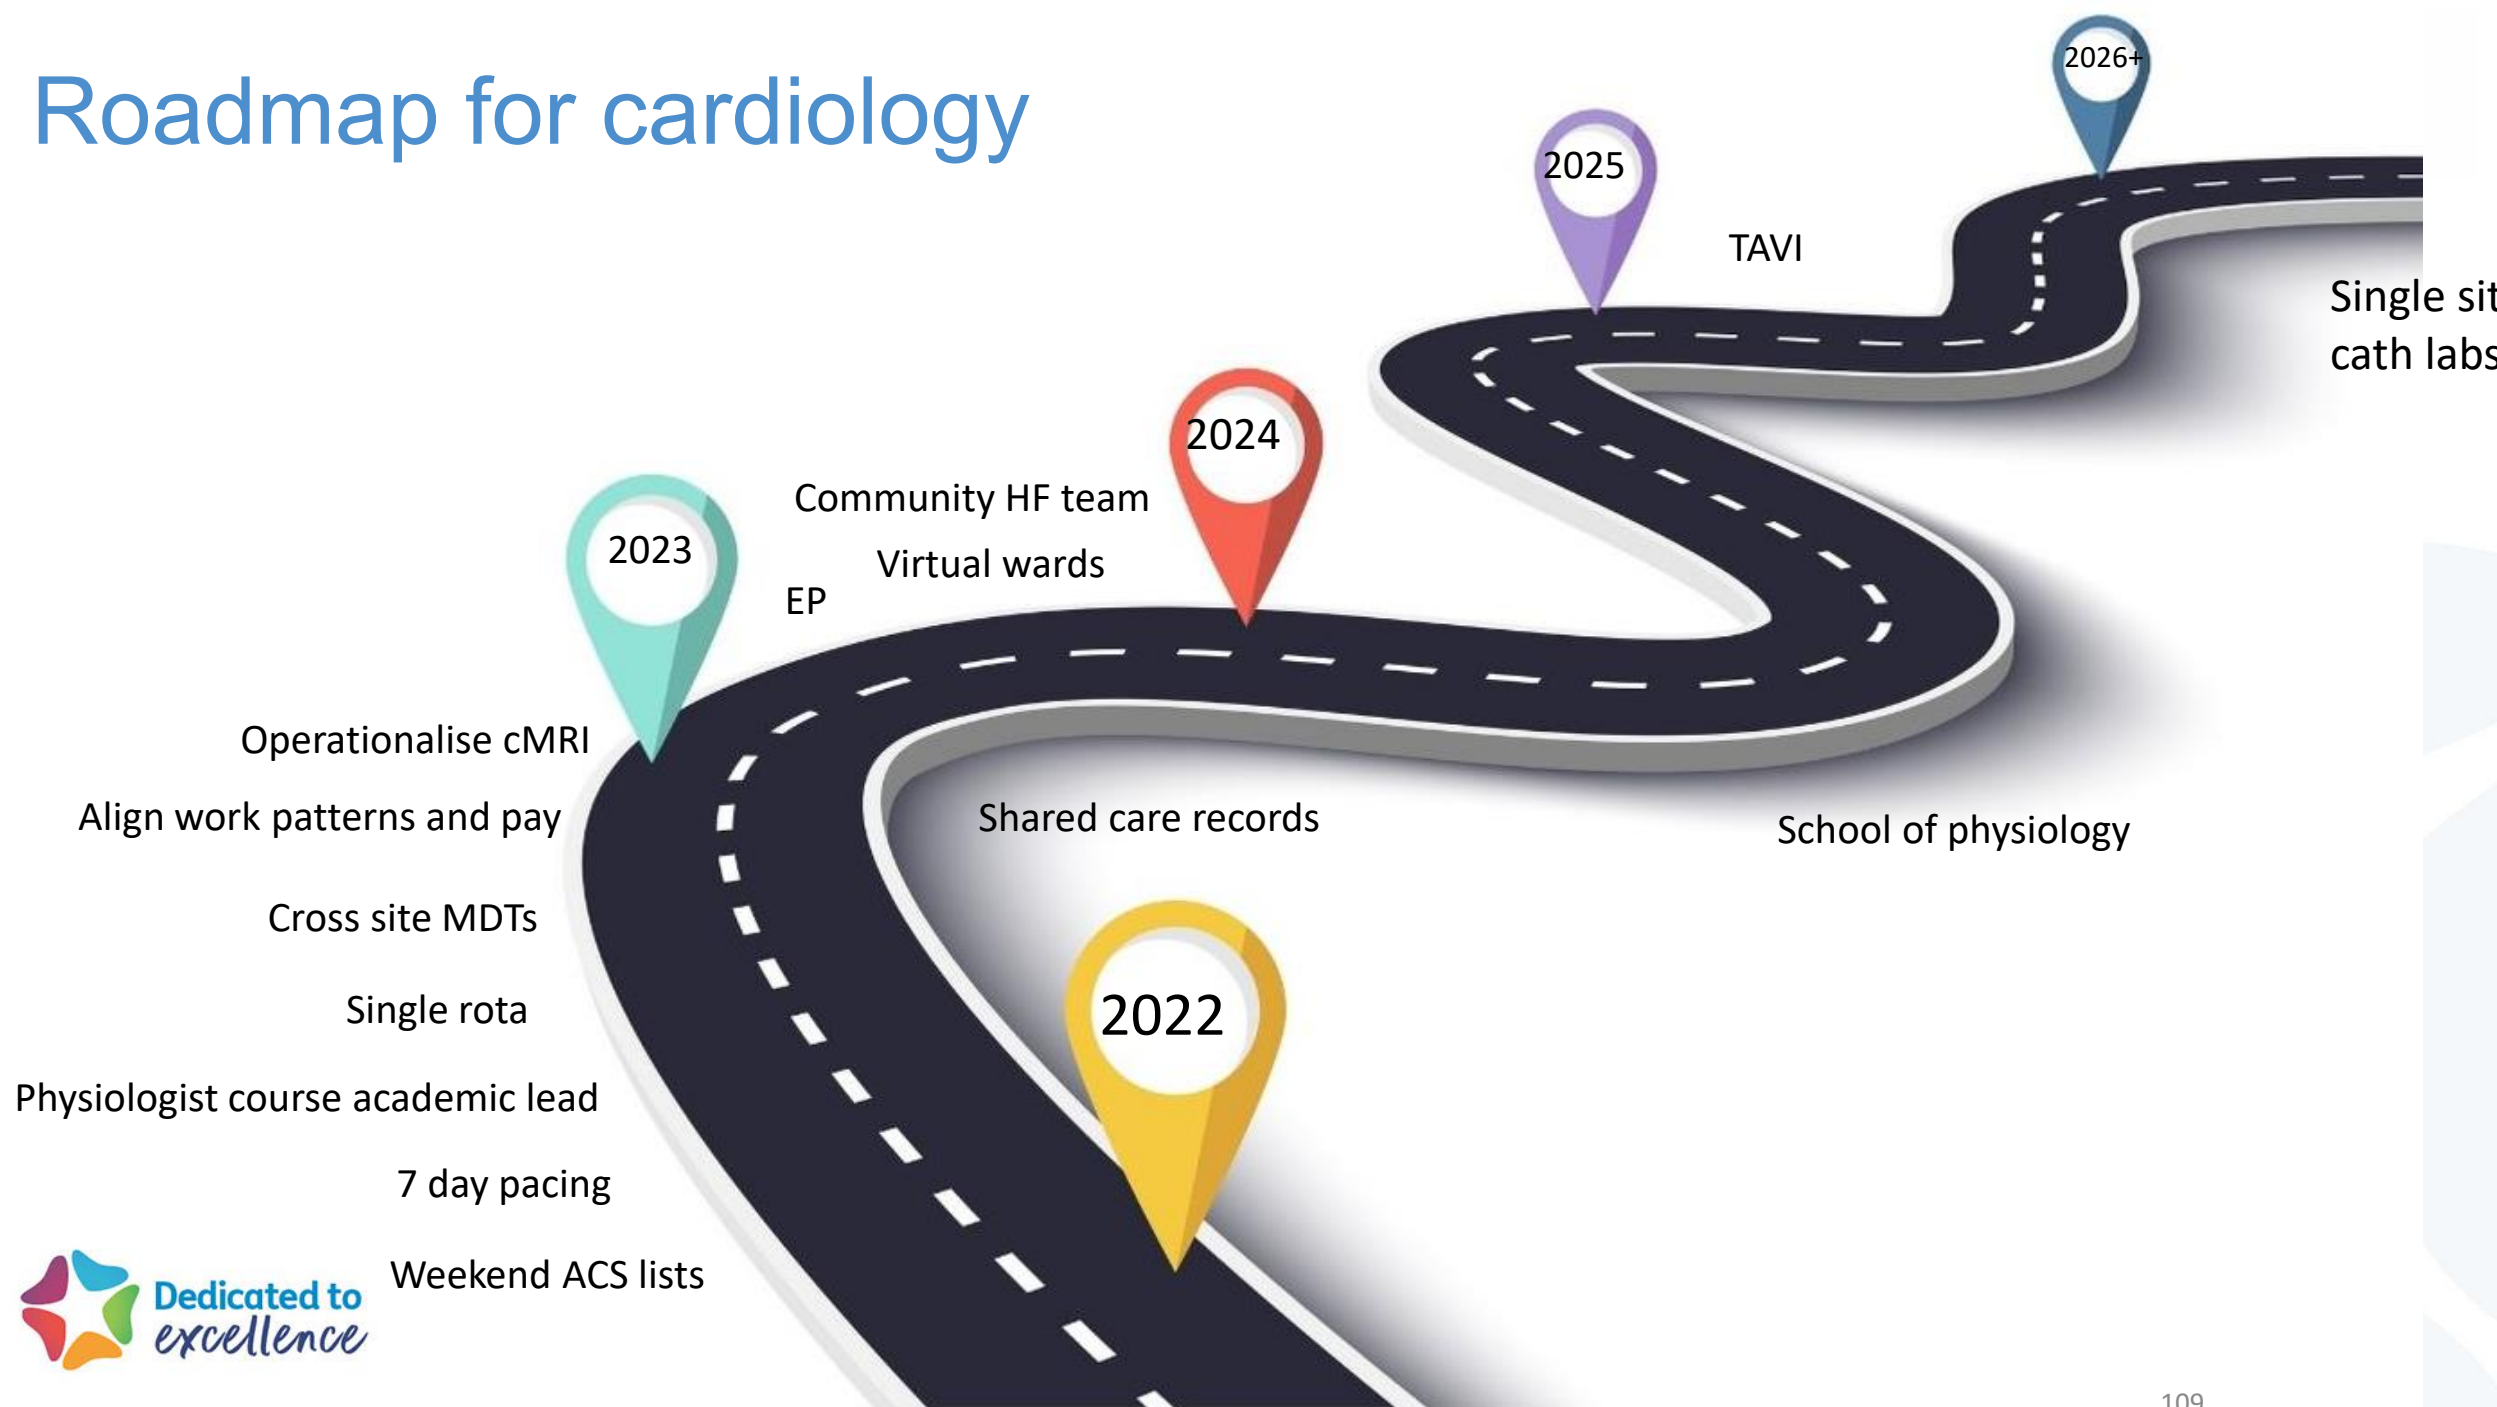 Roadmap for cardiology
2026+
2025
TAVI
Single sit
cath labs
2024
Community HF team
2023
Virtual wards
EP
Operationalise cMRI
Align work patterns and pay
Shared care records
School of physiology
Cross site MDTs
2022
Single rota
Physiologist course academic lead
7 day pacing
Weekend ACS lists
Dedicated to
excellence
109